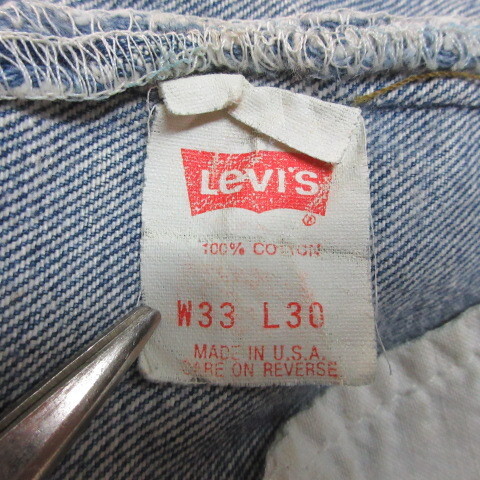 Levi's
®
100% COTTON
W33 L30
MADE IN U.S.A.
CARE ON REVERSE